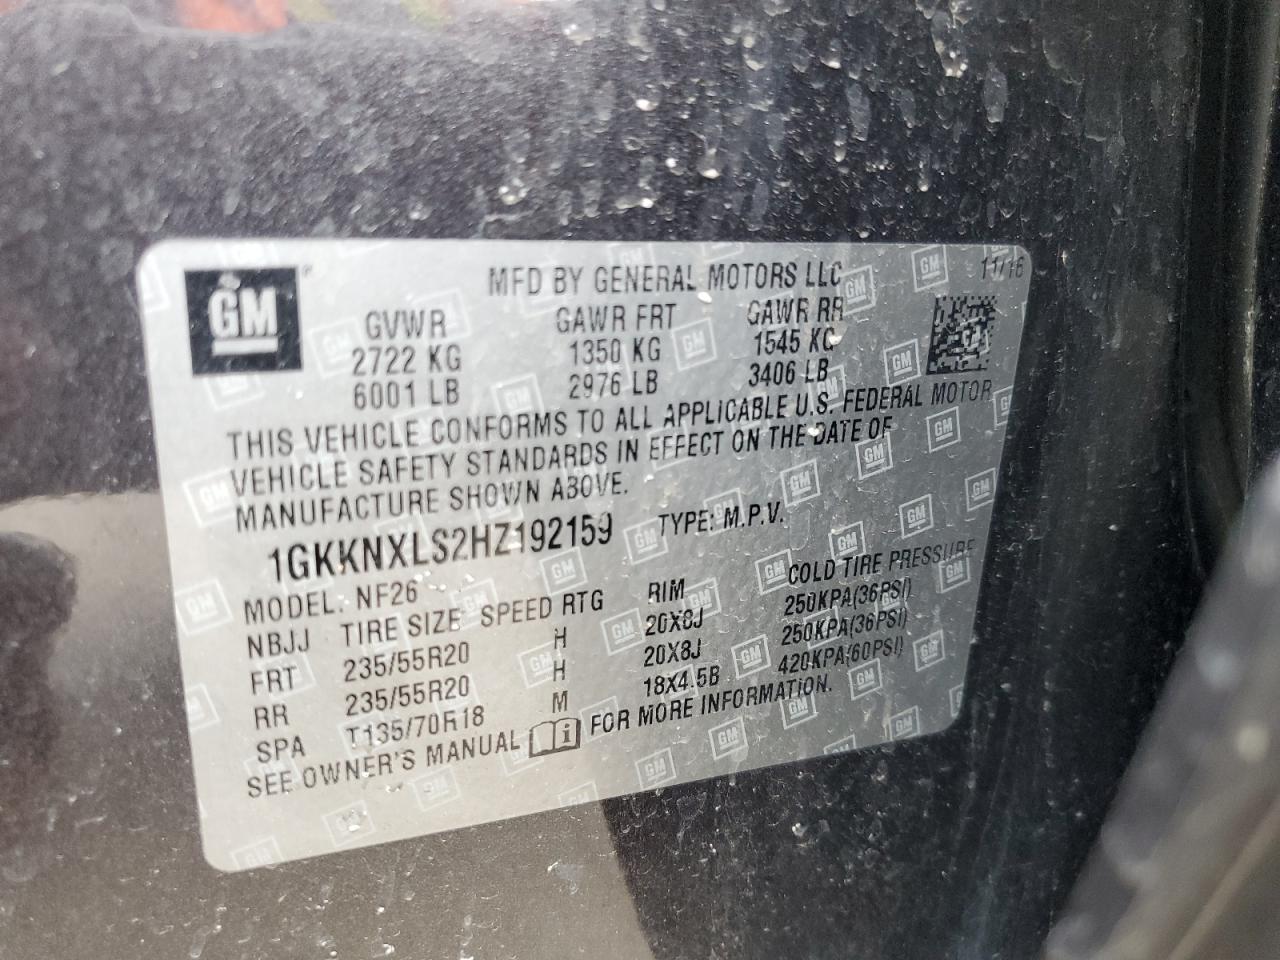 GM
MFD BY GENERAL MOTORS LLC
11/16
GVWR GAWR FRT GAWR RR
2722 KG 1350 KG 1545 KG
6001 LB 2976 LB 3406 LB
THIS VEHICLE CONFORMS TO ALL APPLICABLE U.S. FEDERAL MOTOR
VEHICLE SAFETY STANDARDS IN EFFECT ON THE DATE OF
MANUFACTURE SHOWN ABOVE.
1GKKNXLS2HZ192159 TYPE: M.P.V.
MODEL: NF26
NBJJ TIRE SIZE SPEED RTG RIM COLD TIRE PRESSURE
FRT 235/55R20 H 20X8J 250KPA(36PSI)
RR 235/55R20 H 20X8J 250KPA(36PSI)
SPA T135/70R18 M 18X4.5B 420KPA(60PSI)
SEE OWNER'S MANUAL FOR MORE INFORMATION.